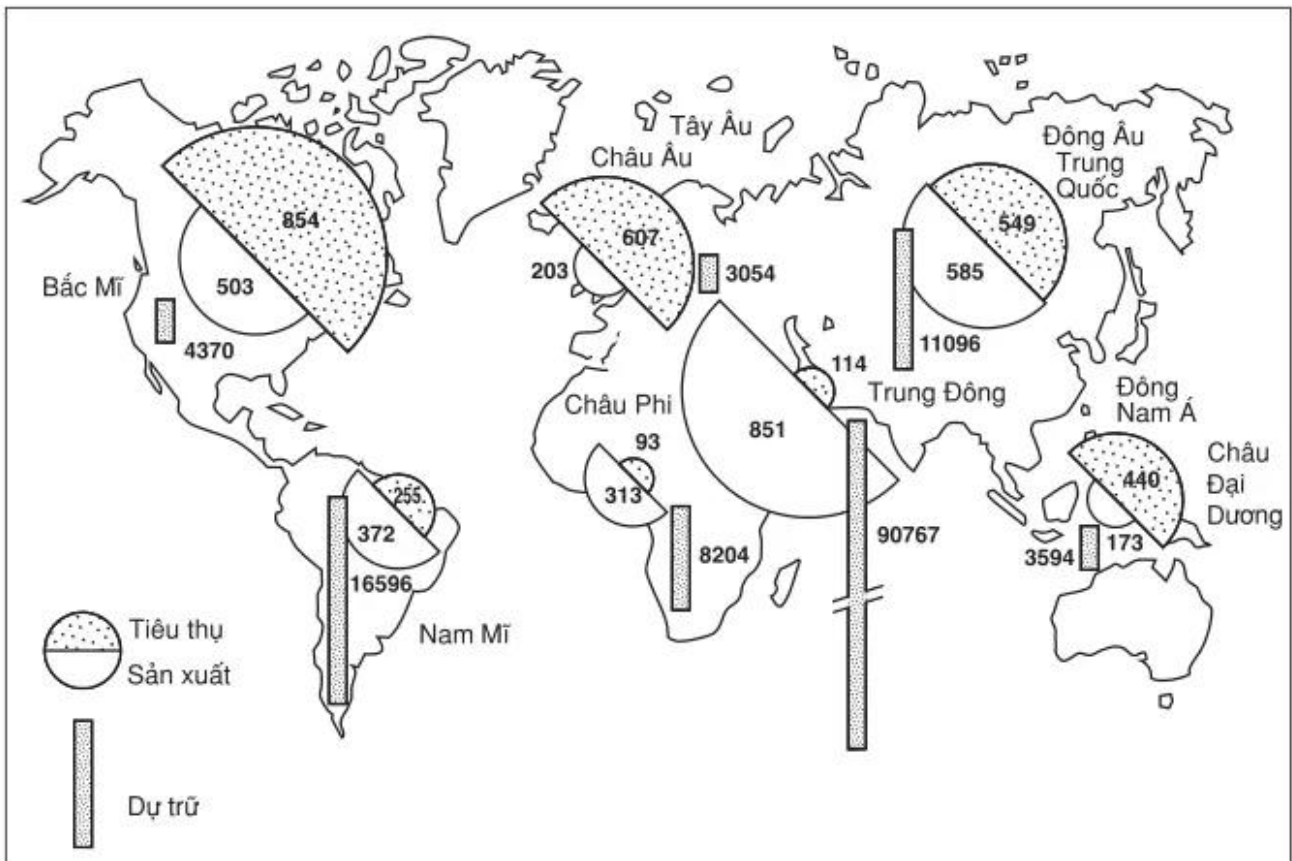 Tây Âu
Châu Âu
Đông Âu
Trung
Quốc
854
607
549
Bắc Mĩ
503
203
3054
585
4370
11096
114
Châu Phi
Trung Đông
Đông
Nam Á
93
851
313
Châu
Đại
Dương
255
440
372
8204
90767
173
3594
16596
Nam Mĩ
Tiêu thụ
Sản xuất
Dự trữ